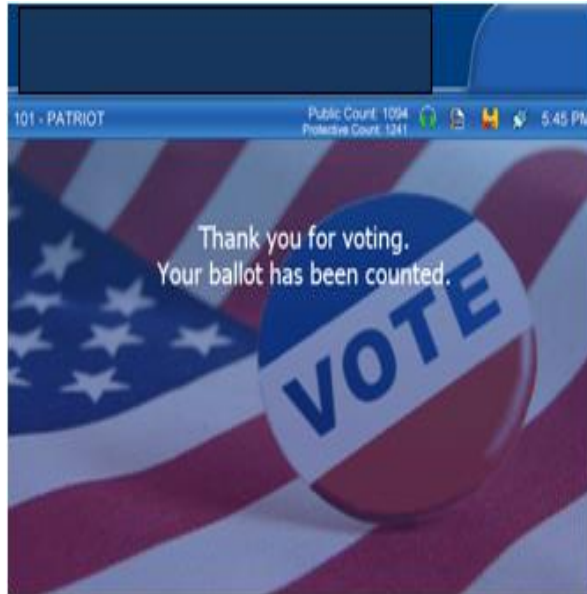 101 - PATRIOT
Public Count: 1094
Protective Count: 1241
5:45 PM
Thank you for voting.
Your ballot has been counted.
VOTE